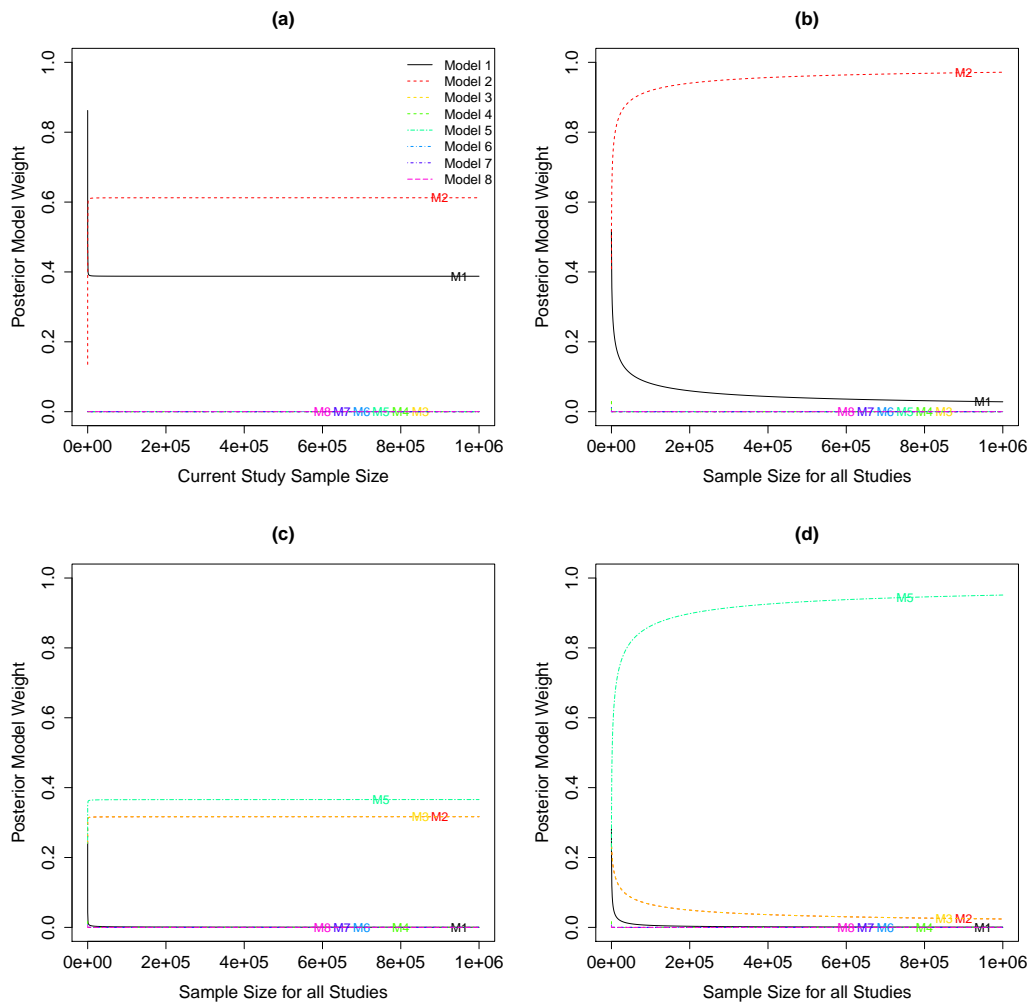 (a)
Posterior Model Weight
1.0
0.8
0.6
0.4
0.2
0.0
Model 1
Model 2
Model 3
Model 4
Model 5
Model 6
Model 7
Model 8
M2
M1
M8 M7 M6 M5 M4 M3
0e+00 2e+05 4e+05 6e+05 8e+05 1e+06
Current Study Sample Size
(b)
Posterior Model Weight
1.0
0.8
0.6
0.4
0.2
0.0
M2
M1
M8 M7 M6 M5 M4 M3
0e+00 2e+05 4e+05 6e+05 8e+05 1e+06
Sample Size for all Studies
(c)
Posterior Model Weight
1.0
0.8
0.6
0.4
0.2
0.0
M5
M3 M2
M8 M7 M6 M4 M1
0e+00 2e+05 4e+05 6e+05 8e+05 1e+06
Sample Size for all Studies
(d)
Posterior Model Weight
1.0
0.8
0.6
0.4
0.2
0.0
M5
M3 M2
M8 M7 M6 M4 M1
0e+00 2e+05 4e+05 6e+05 8e+05 1e+06
Sample Size for all Studies